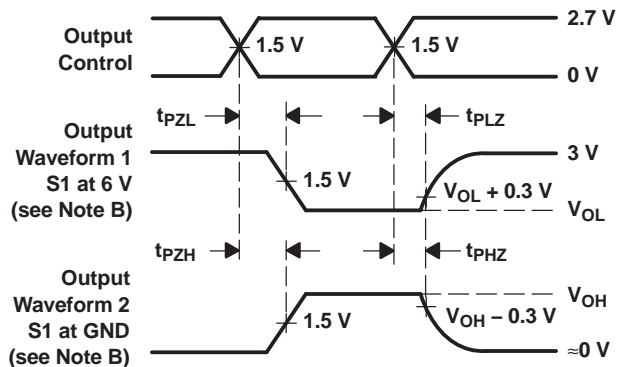 Output
Control
1.5 V
1.5 V
2.7 V
0 V
tPZL
tPLZ
Output
Waveform 1
S1 at 6 V
(see Note B)
1.5 V
3 V
VOL + 0.3 V
VOL
tPZH
tPHZ
Output
Waveform 2
S1 at GND
(see Note B)
1.5 V
VOH
VOH − 0.3 V
≈0 V